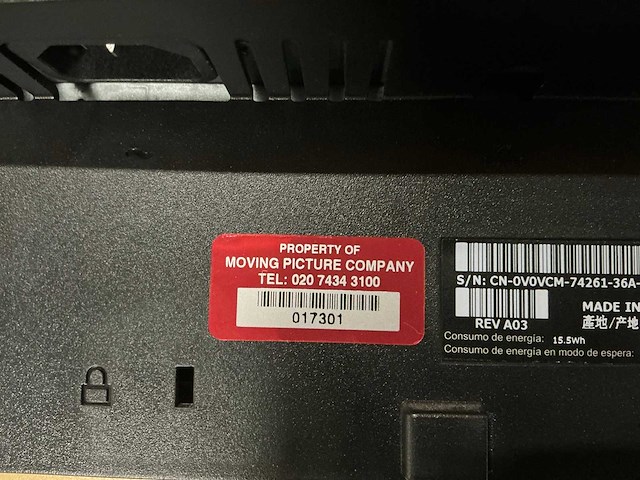 PROPERTY OF
MOVING PICTURE COMPANY
TEL: 020 7434 3100
017301
S/N: CN-0V0VCM-74261-36A-
MADE IN
REV A03
產地/产地
Consumo de energía: 15.5Wh
Consumo de energía en modo de espera: